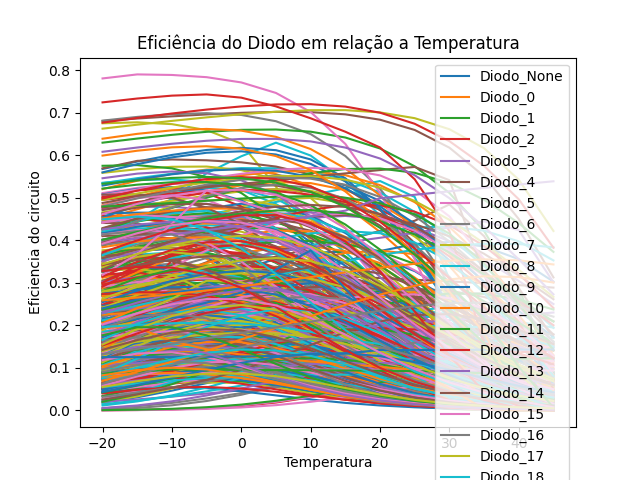 Eficiência do Diodo em relação a Temperatura
Eficiencia do circuito
0.8
0.7
0.6
0.5
0.4
0.3
0.2
0.1
0.0
−20
−10
0
10
20
30
40
Temperatura
Diodo_None
Diodo_0
Diodo_1
Diodo_2
Diodo_3
Diodo_4
Diodo_5
Diodo_6
Diodo_7
Diodo_8
Diodo_9
Diodo_10
Diodo_11
Diodo_12
Diodo_13
Diodo_14
Diodo_15
Diodo_16
Diodo_17
Diodo_18